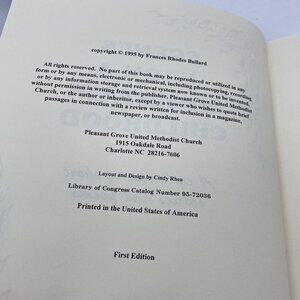 copyright © 1995 by Frances Rhodes Bullard
All rights reserved. No part of this book may be reproduced or utilized in any
form or by any means, electronic or mechanical, including photocopying, recording,
or by any information storage and retrieval system now known or to be invented,
without permission in writing from the publisher, Pleasant Grove United Methodist
Church, or the author or inheritor, except by a viewer who wishes to quote brief
passages in connection with a review written for inclusion in a magazine,
newspaper, or broadcast.
Pleasant Grove United Methodist Church
1915 Oakdale Road
Charlotte NC 28216-7606
Layout and Design by Cindy Rhea
Library of Congress Catalog Number 95-72036
Printed in the United States of America
First Edition